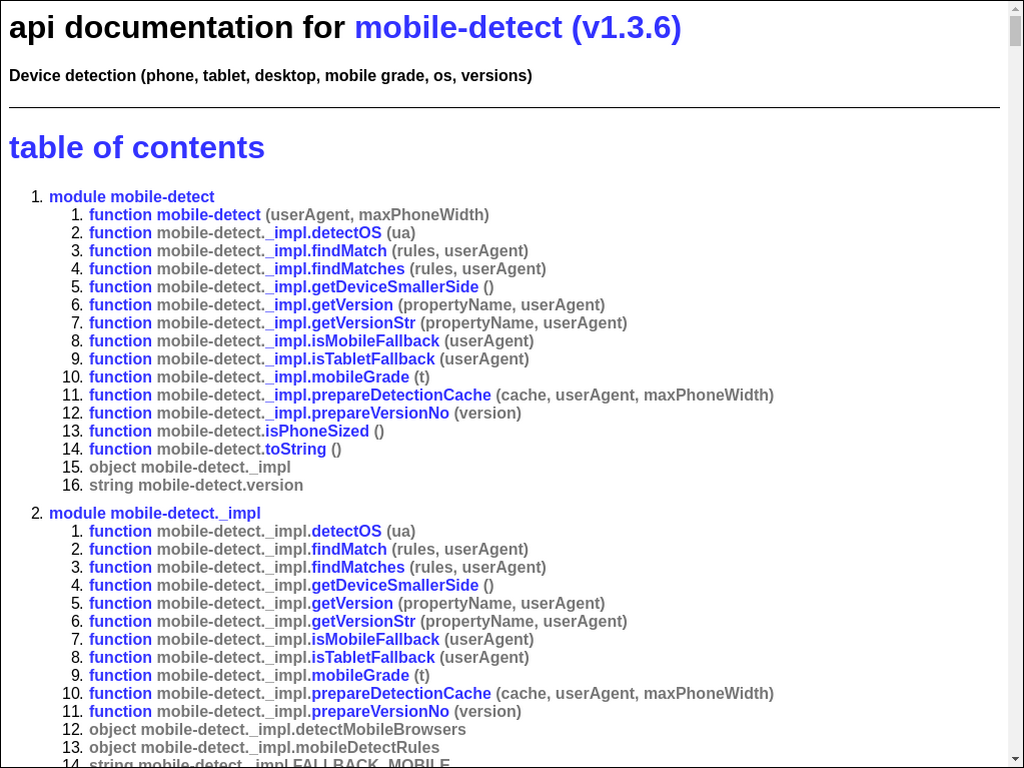 api documentation for mobile-detect (v1.3.6)
Device detection (phone, tablet, desktop, mobile grade, os, versions)
table of contents
1. module mobile-detect
1. function mobile-detect (userAgent, maxPhoneWidth)
2. function mobile-detect._impl.detectOS (ua)
3. function mobile-detect._impl.findMatch (rules, userAgent)
4. function mobile-detect._impl.findMatches (rules, userAgent)
5. function mobile-detect._impl.getDeviceSmallerSide ()
6. function mobile-detect._impl.getVersion (propertyName, userAgent)
7. function mobile-detect._impl.getVersionStr (propertyName, userAgent)
8. function mobile-detect._impl.isMobileFallback (userAgent)
9. function mobile-detect._impl.isTabletFallback (userAgent)
10. function mobile-detect._impl.mobileGrade (t)
11. function mobile-detect._impl.prepareDetectionCache (cache, userAgent, maxPhoneWidth)
12. function mobile-detect._impl.prepareVersionNo (version)
13. function mobile-detect.isPhoneSized ()
14. function mobile-detect.toString ()
15. object mobile-detect._impl
16. string mobile-detect.version
2. module mobile-detect._impl
1. function mobile-detect._impl.detectOS (ua)
2. function mobile-detect._impl.findMatch (rules, userAgent)
3. function mobile-detect._impl.findMatches (rules, userAgent)
4. function mobile-detect._impl.getDeviceSmallerSide ()
5. function mobile-detect._impl.getVersion (propertyName, userAgent)
6. function mobile-detect._impl.getVersionStr (propertyName, userAgent)
7. function mobile-detect._impl.isMobileFallback (userAgent)
8. function mobile-detect._impl.isTabletFallback (userAgent)
9. function mobile-detect._impl.mobileGrade (t)
10. function mobile-detect._impl.prepareDetectionCache (cache, userAgent, maxPhoneWidth)
11. function mobile-detect._impl.prepareVersionNo (version)
12. object mobile-detect._impl.detectMobileBrowsers
13. object mobile-detect._impl.mobileDetectRules
14. string mobile-detect._impl.FALLBACK_MOBILE